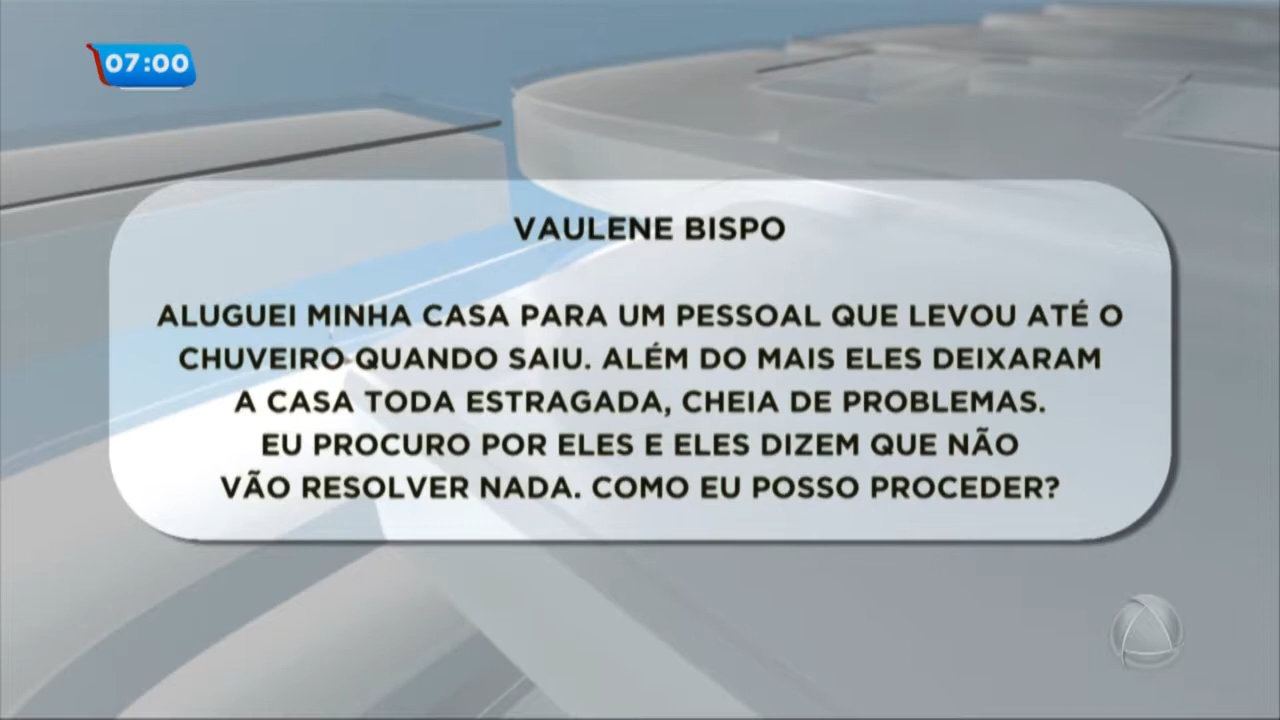 07:00
VAULENE BISPO
ALUGUEI MINHA CASA PARA UM PESSOAL QUE LEVOU ATÉ O
CHUVEIRO QUANDO SAIU. ALÉM DO MAIS ELES DEIXARAM
A CASA TODA ESTRAGADA, CHEIA DE PROBLEMAS.
EU PROCURO POR ELES E ELES DIZEM QUE NÃO
VÃO RESOLVER NADA. COMO EU POSSO PROCEDER?